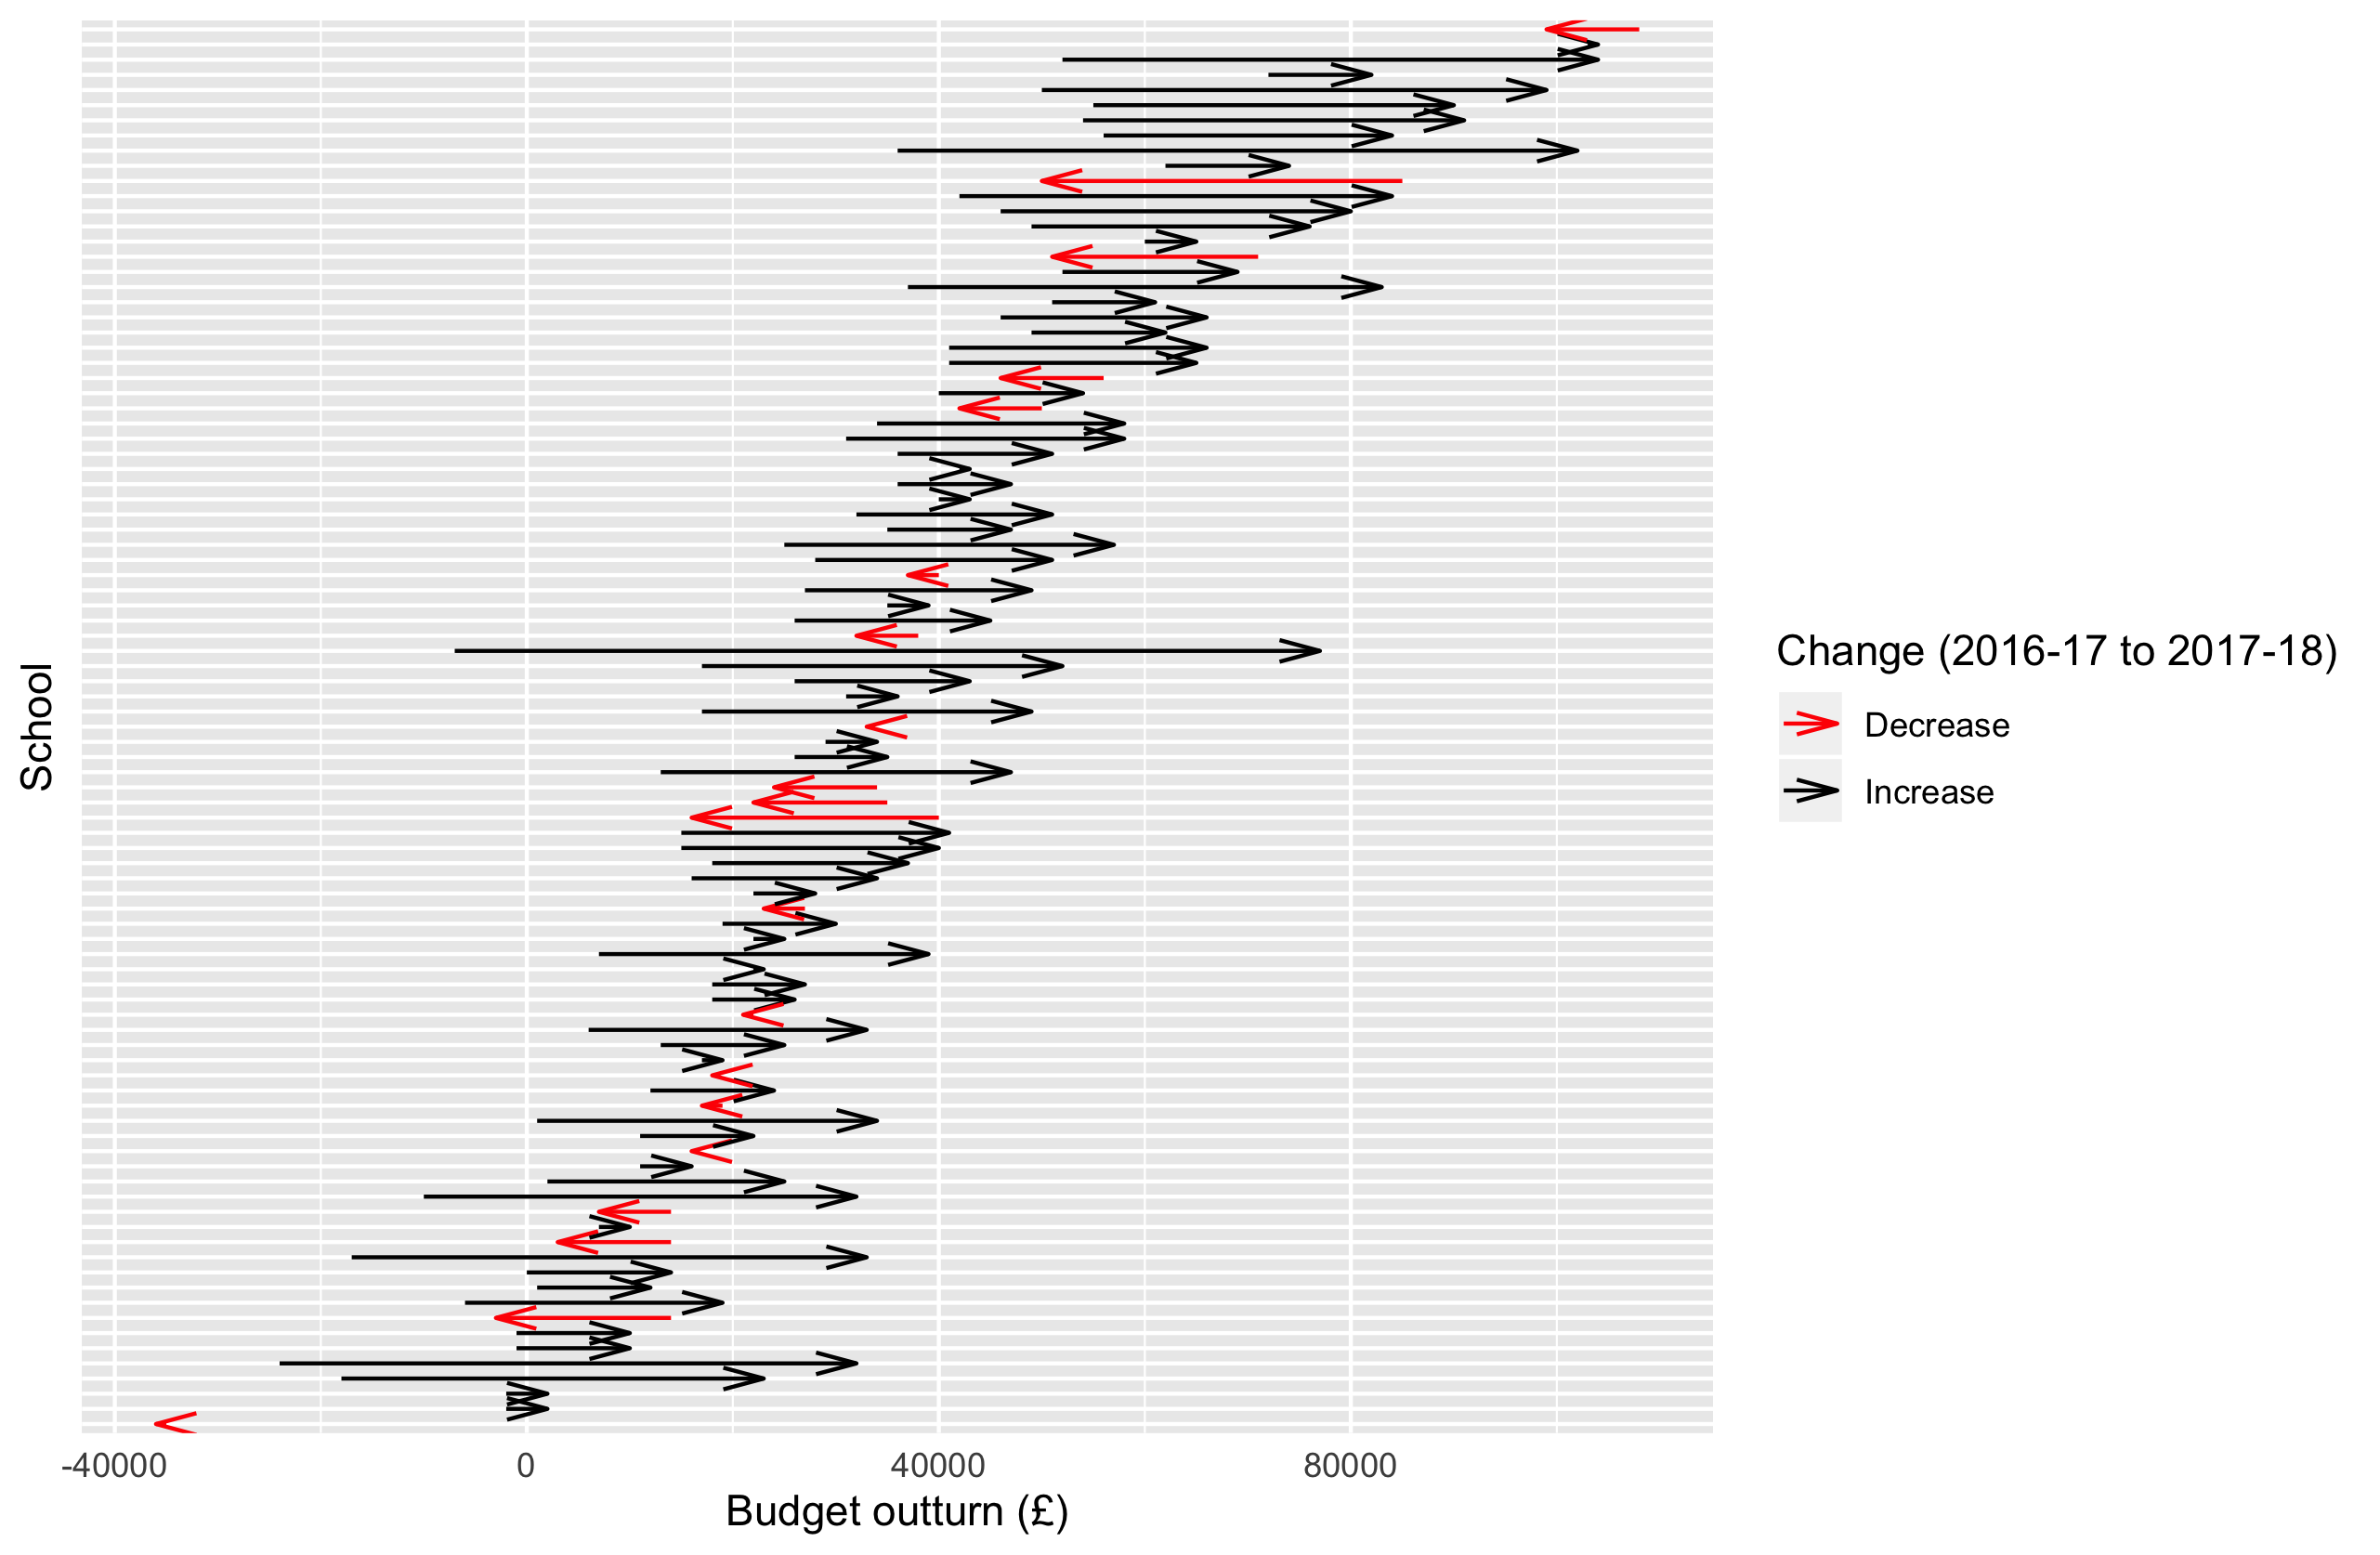 School
-40000 0 40000 80000
Budget outturn (£)
Change (2016-17 to 2017-18)
Decrease
Increase